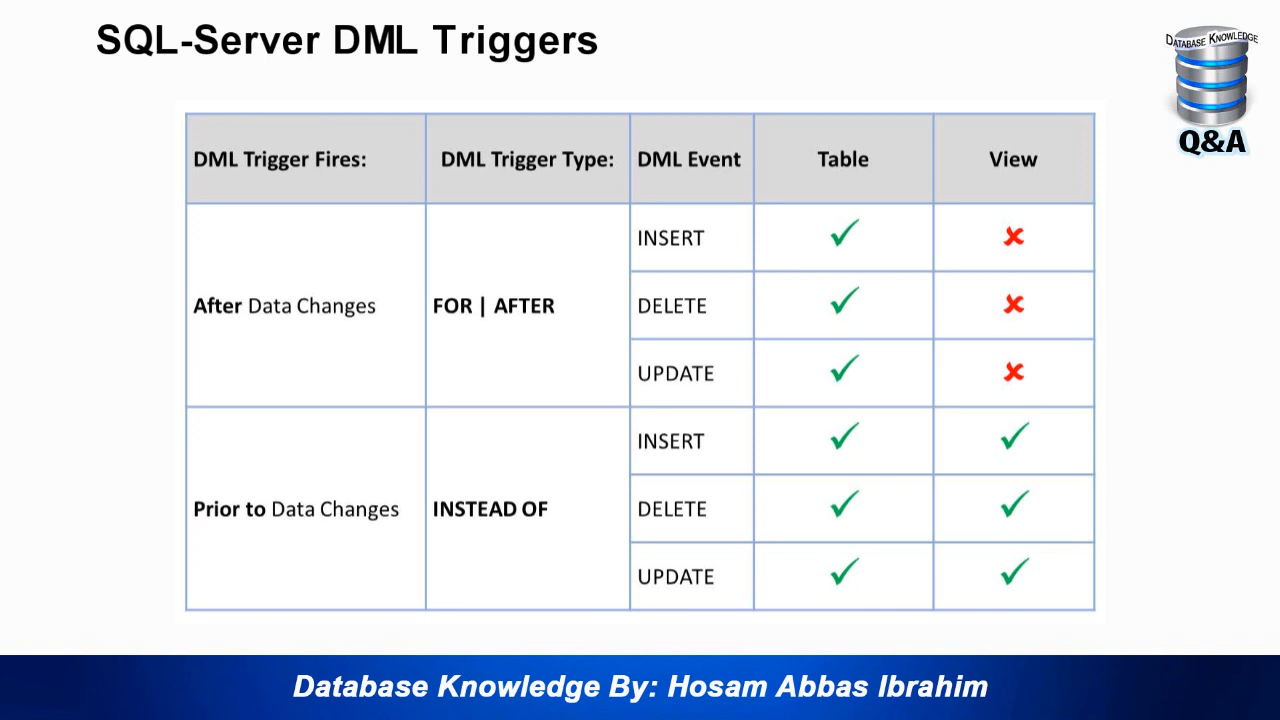 SQL-Server DML Triggers
DATABASE KNOWLEDGE
Q&A
DML Trigger Fires: DML Trigger Type: DML Event Table View
INSERT ✓ ✘
After Data Changes FOR | AFTER DELETE ✓ ✘
UPDATE ✓ ✘
INSERT ✓ ✓
Prior to Data Changes INSTEAD OF DELETE ✓ ✓
UPDATE ✓ ✓
Database Knowledge By: Hosam Abbas Ibrahim